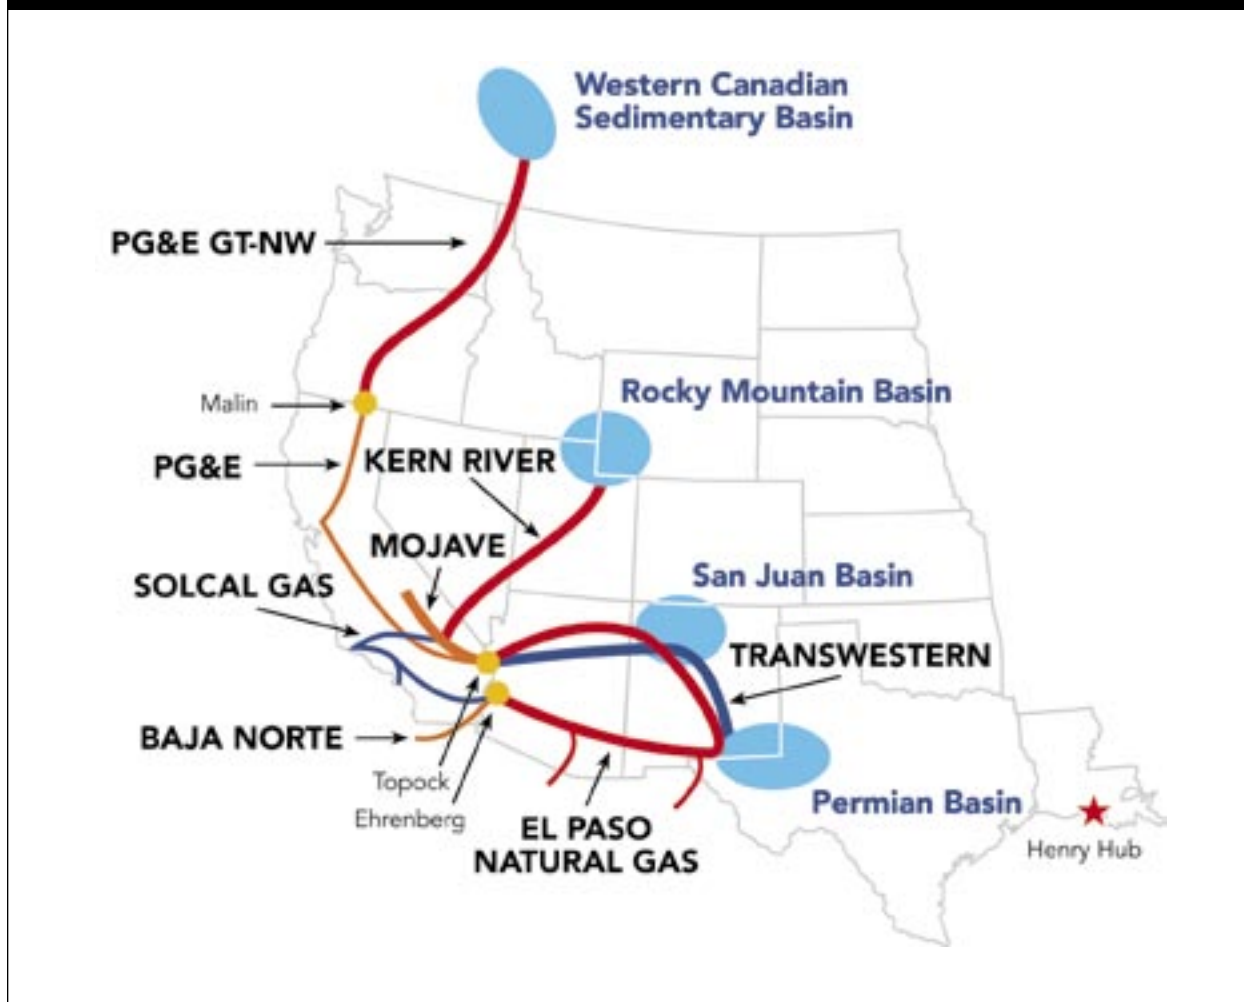 Western Canadian
Sedimentary Basin
PG&E GT-NW
Rocky Mountain Basin
Malin
PG&E
KERN RIVER
MOJAVE
SOLCAL GAS
San Juan Basin
TRANSWESTERN
BAJA NORTE
Topock
Ehrenberg
Permian Basin
EL PASO
NATURAL GAS
Henry Hub